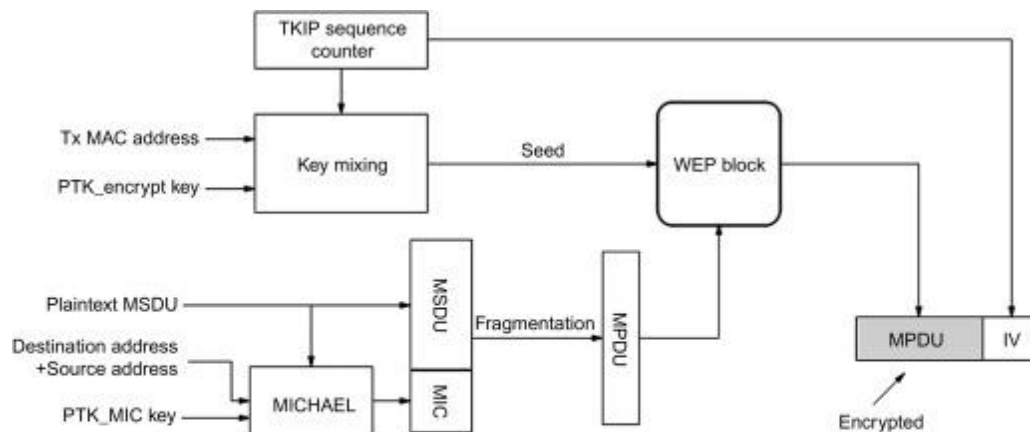 TKIP sequence
counter
Tx MAC address
PTK_encrypt key
Key mixing
Seed
WEP block
Plaintext MSDU
Destination address
+Source address
PTK_MIC key
MICHAEL
MSDU
MIC
Fragmentation
MPDU
MPDU
IV
Encrypted